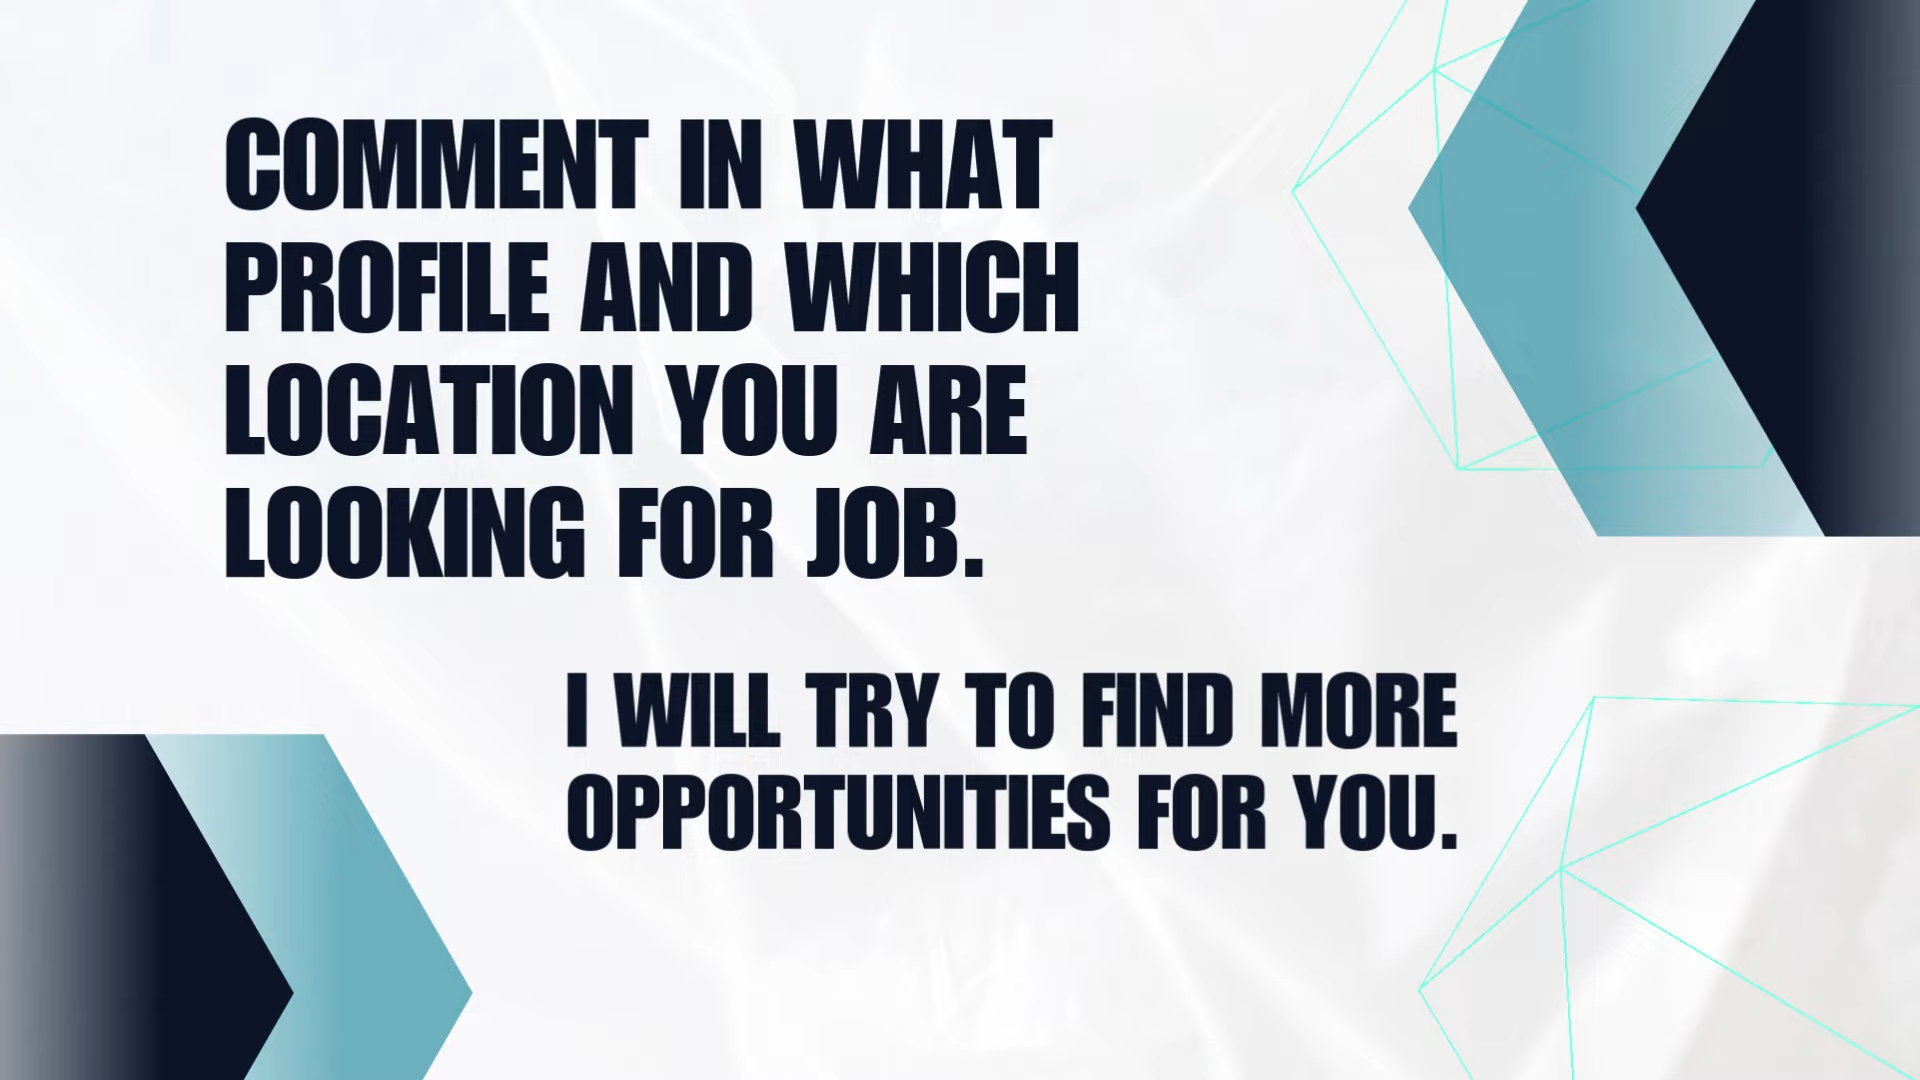 COMMENT IN WHAT
PROFILE AND WHICH
LOCATION YOU ARE
LOOKING FOR JOB.
I WILL TRY TO FIND MORE
OPPORTUNITIES FOR YOU.